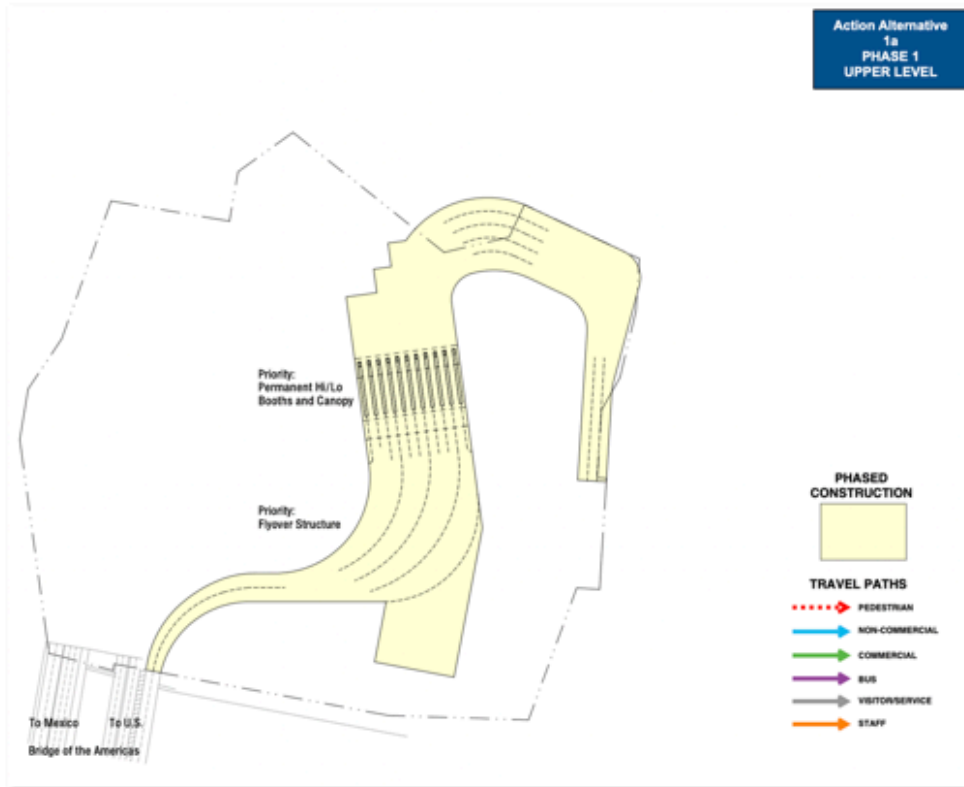 Action Alternative
1a
PHASE 1
UPPER LEVEL
Priority:
Permanent Hi/Lo
Booths and Canopy
Priority:
Flyover Structure
PHASED
CONSTRUCTION
TRAVEL PATHS
PEDESTRIAN
NON-COMMERCIAL
COMMERCIAL
BUS
VISITOR/SERVICE
STAFF
To Mexico
To U.S.
Bridge of the Americas